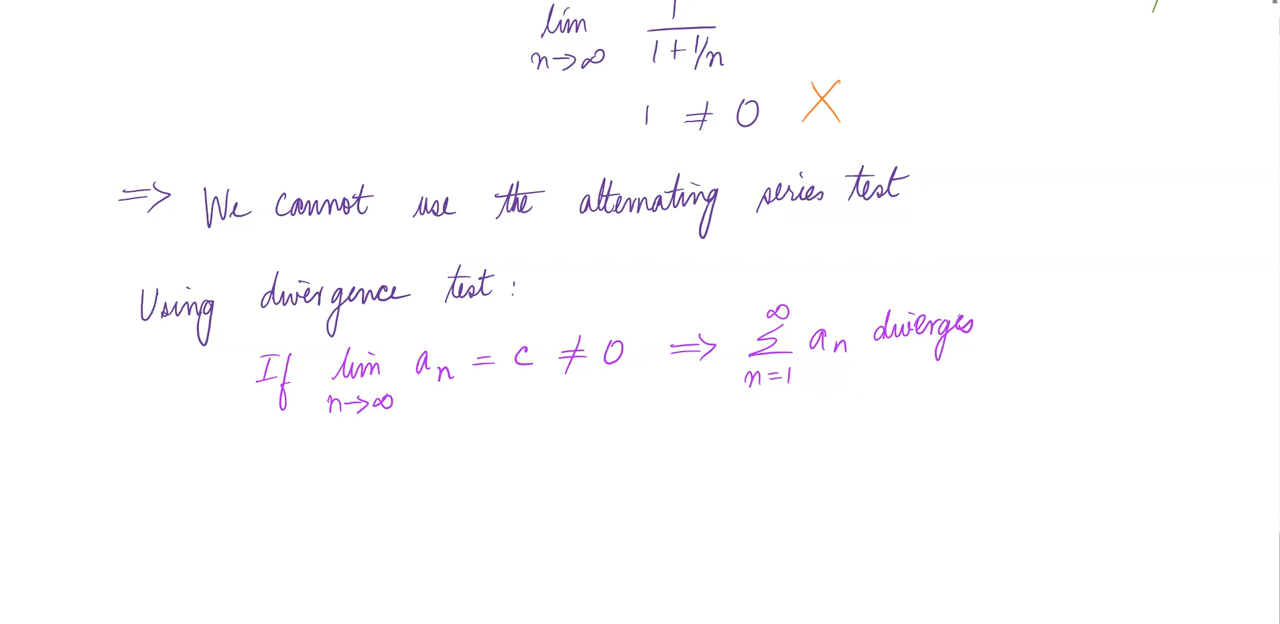 lim 1
n→∞ 1 + 1/n
1 ≠ 0 X
⇒ We cannot use the alternating series test
Using divergence test :
If lim n→∞ aₙ = c ≠ 0 ⇒ ∑ n=1 ∞ aₙ diverges